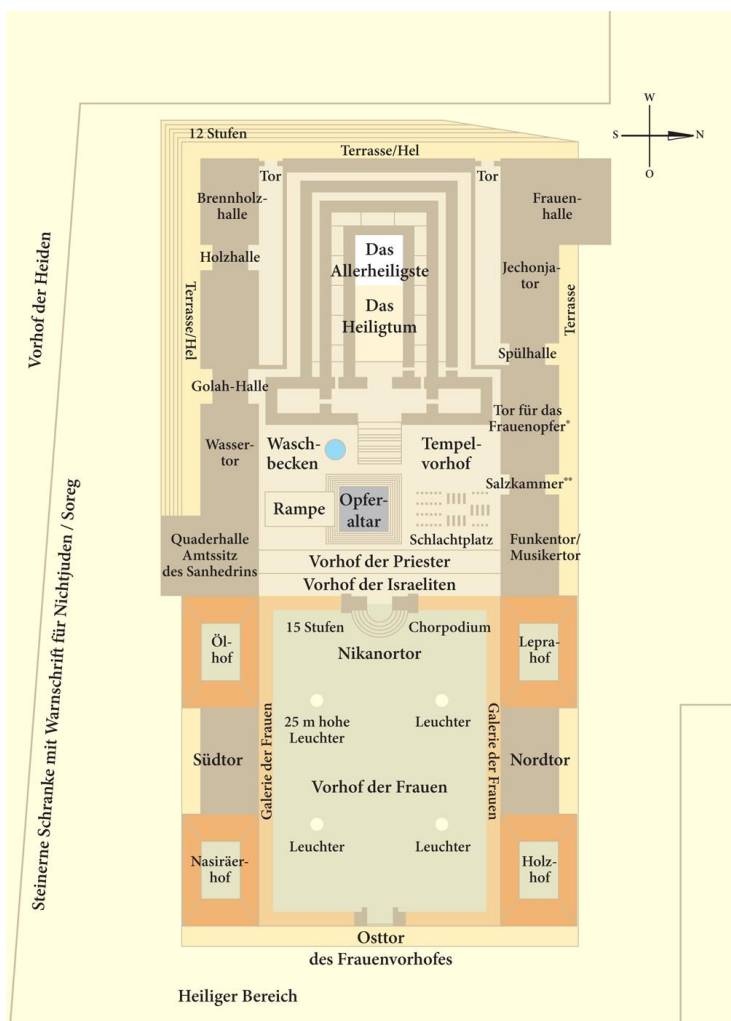 W
S
N
O
12 Stufen
Terrasse/Hel
Tor
Tor
Brennholz-
halle
Frauen-
halle
Vorhof der Heiden
Holzhalle
Das
Allerheiligste
Jechonja-
tor
Terrasse/Hel
Das
Heiligtum
Terrasse
Spülhalle
Golah-Halle
Tor für das
Frauenopfer*
Wasser-
tor
Wasch-
becken
Tempel-
vorhof
Salzkammer**
Rampe
Opfer-
altar
Schlachtplatz
Quaderhalle
Amtssitz
des Sanhedrins
Funkentor/
Musikertor
Vorhof der Priester
Vorhof der Israeliten
Steinerne Schranke mit Warnschrift für Nichtjuden / Soreg
15 Stufen
Chorpodium
Öl-
hof
Nikanortor
Lepra-
hof
25 m hohe
Leuchter
Leuchter
Südtor
Galerie der Frauen
Galerie der Frauen
Nordtor
Vorhof der Frauen
Leuchter
Leuchter
Nasiräer-
hof
Holz-
hof
Osttor
des Frauenvorhofes
Heiliger Bereich